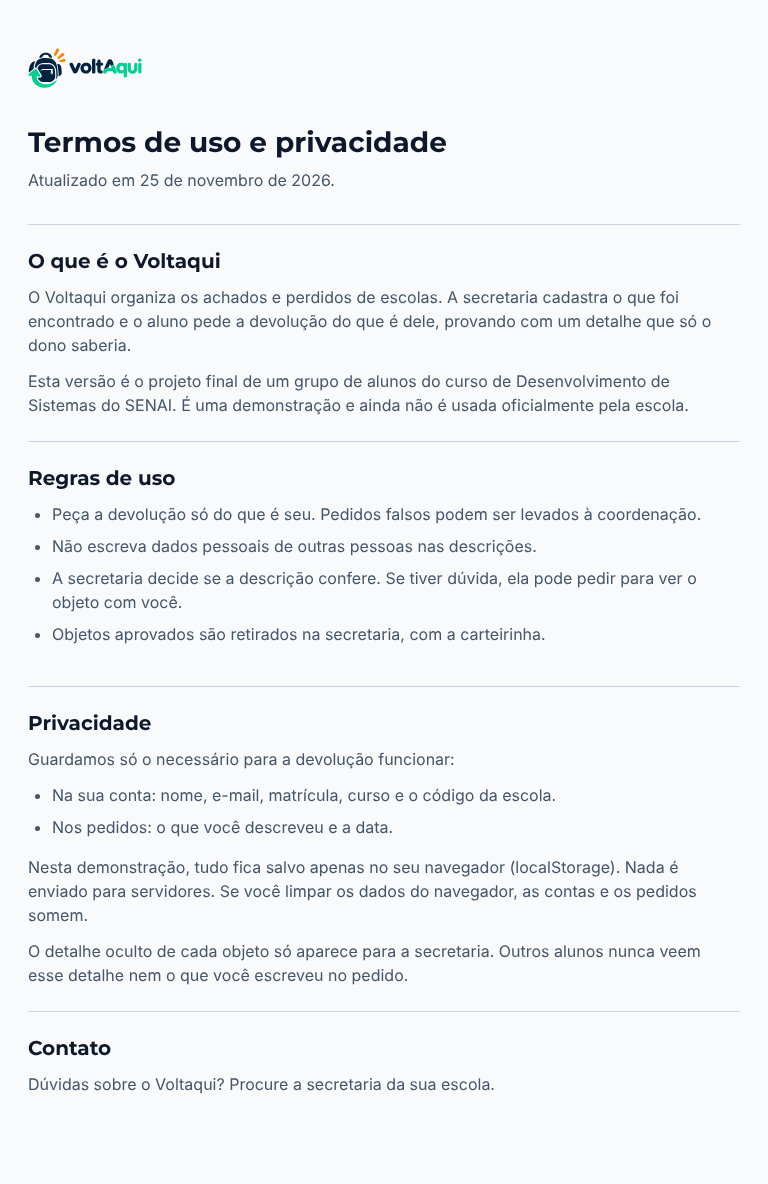 voltAqui
Termos de uso e privacidade
Atualizado em 25 de novembro de 2026.
O que é o Voltaqui
O Voltaqui organiza os achados e perdidos de escolas. A secretaria cadastra o que foi
encontrado e o aluno pede a devolução do que é dele, provando com um detalhe que só o
dono saberia.
Esta versão é o projeto final de um grupo de alunos do curso de Desenvolvimento de
Sistemas do SENAI. É uma demonstração e ainda não é usada oficialmente pela escola.
Regras de uso
• Peça a devolução só do que é seu. Pedidos falsos podem ser levados à coordenação.
• Não escreva dados pessoais de outras pessoas nas descrições.
• A secretaria decide se a descrição confere. Se tiver dúvida, ela pode pedir para ver o
objeto com você.
• Objetos aprovados são retirados na secretaria, com a carteirinha.
Privacidade
Guardamos só o necessário para a devolução funcionar:
• Na sua conta: nome, e-mail, matrícula, curso e o código da escola.
• Nos pedidos: o que você descreveu e a data.
Nesta demonstração, tudo fica salvo apenas no seu navegador (localStorage). Nada é
enviado para servidores. Se você limpar os dados do navegador, as contas e os pedidos
somem.
O detalhe oculto de cada objeto só aparece para a secretaria. Outros alunos nunca veem
esse detalhe nem o que você escreveu no pedido.
Contato
Dúvidas sobre o Voltaqui? Procure a secretaria da sua escola.